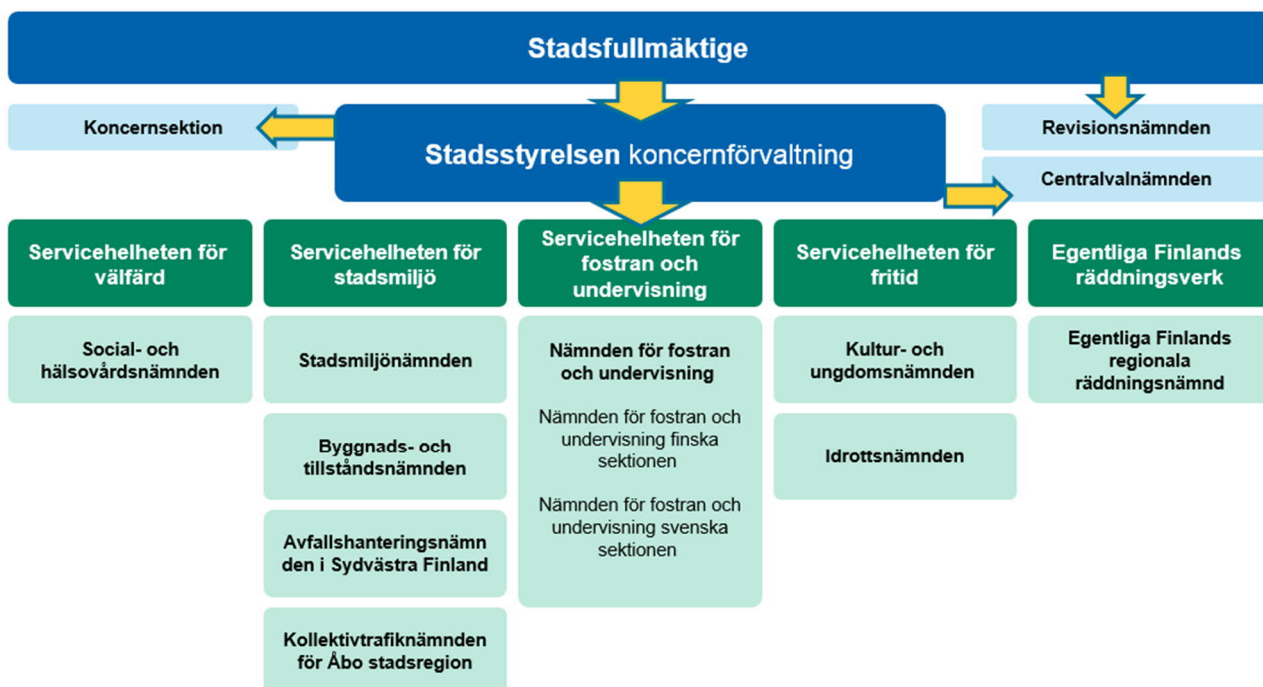 Stadsfullmäktige
Koncernsektion
Stadsstyrelsen koncernförvaltning
Revisionsnämnden
Centralvalnämnden
Servicehelheten för
välfärd
Social- och
hälsovårdsnämnden
Servicehelheten för
stadsmiljö
Stadsmiljönämnden
Byggnads- och
tillståndsnämnden
Avfallshanteringsnämn
den i Sydvästra Finland
Kollektivtrafiknämnden
för Åbo stadsregion
Servicehelheten för
fostran och
undervisning
Nämnden för fostran
och undervisning
Nämnden för fostran och
undervisning finska
sektionen
Nämnden för fostran och
undervisning svenska
sektionen
Servicehelheten för
fritid
Kultur- och
ungdomsnämnden
Idrottsnämnden
Egentliga Finlands
räddningsverk
Egentliga Finlands
regionala
räddningsnämnd